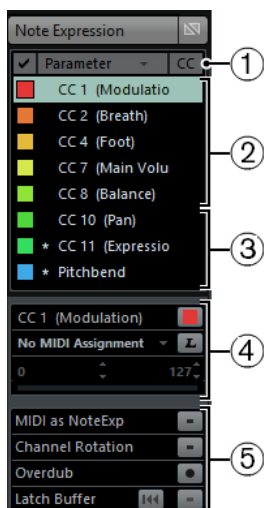 Note Expression
Parameter CC 1
CC 1 (Modulatio
CC 2 (Breath)
CC 4 (Foot)
2
CC 7 (Main Volu
CC 8 (Balance)
CC 10 (Pan)
* CC 11 (Expressio
3
* Pitchbend
CC 1 (Modulation)
No MIDI Assignment L
4
0 127
MIDI as NoteExp
Channel Rotation
5
Overdub
Latch Buffer